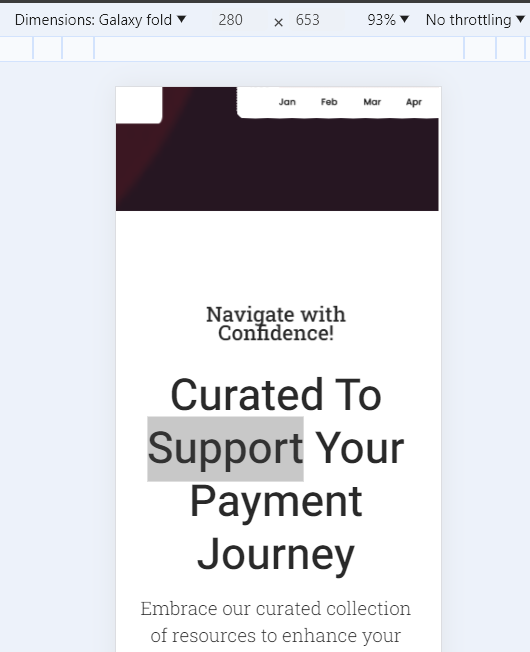 Dimensions: Galaxy fold ▼ 280 × 653 93% ▼ No throttling ▼
Jan Feb Mar Apr
Navigate with
Confidence!
Curated To
Support Your
Payment
Journey
Embrace our curated collection
of resources to enhance your